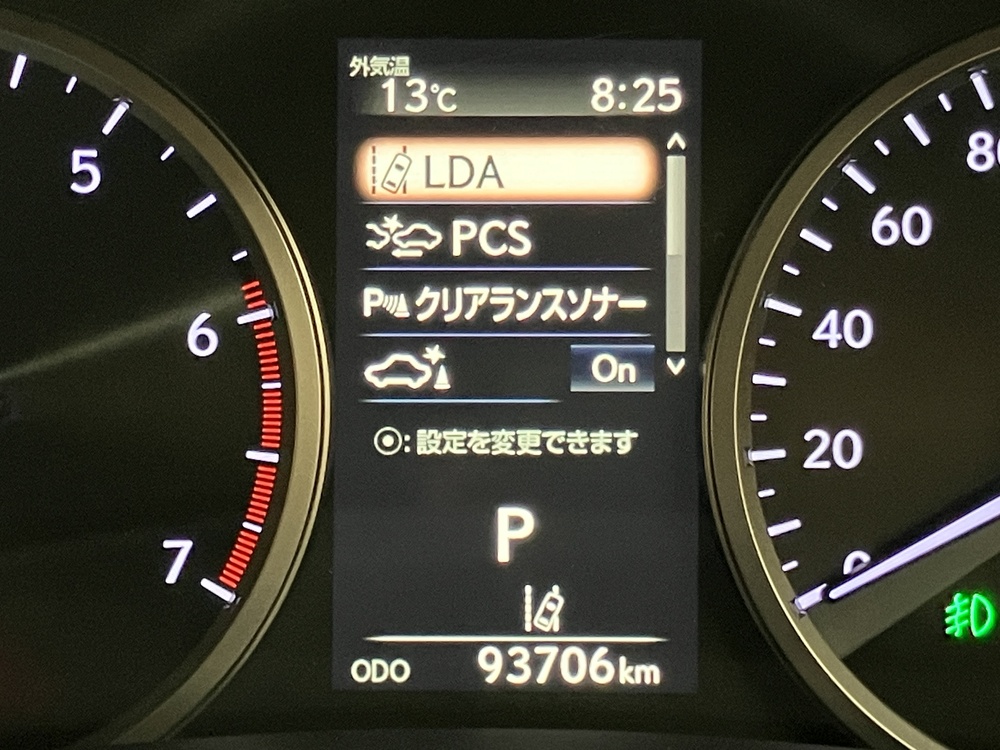 外気温
13℃ 8:25
LDA
PCS
P クリアランスソナー
On
: 設定を変更できます
P
ODO 93706km
5
6
7
80
60
40
20
0